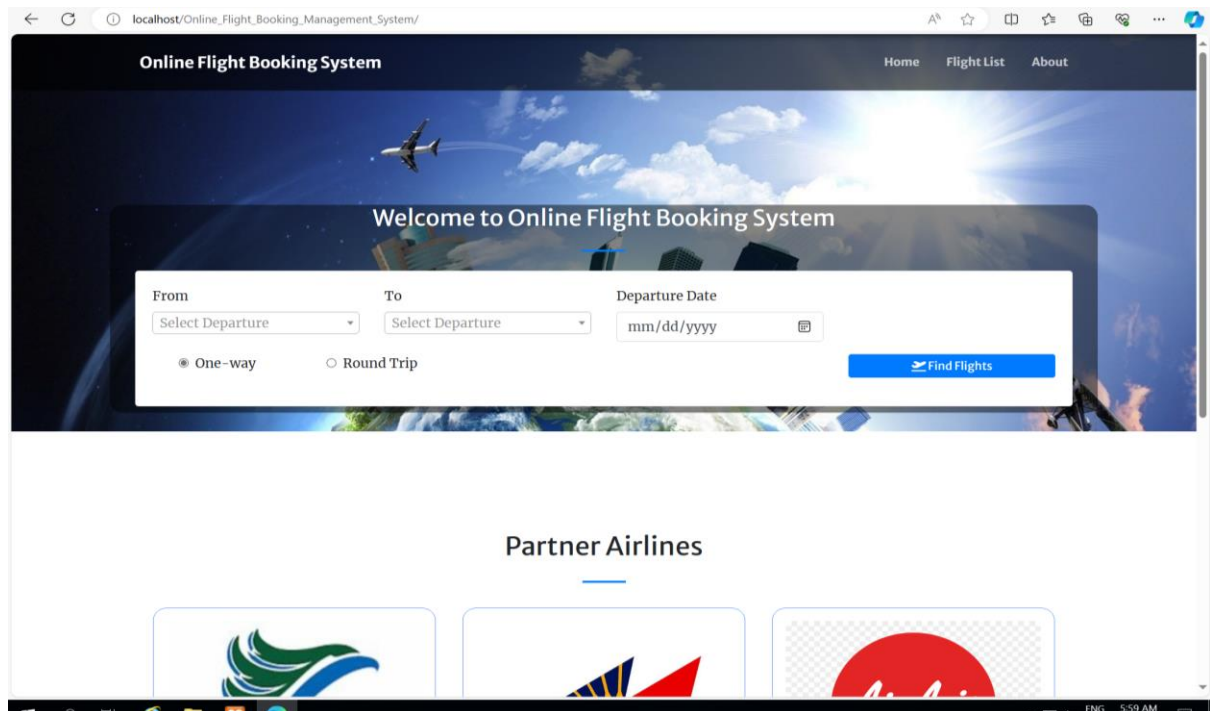 localhost/Online_Flight_Booking_Management_System/
Online Flight Booking System
Home Flight List About
Welcome to Online Flight Booking System
From To Departure Date
Select Departure Select Departure mm/dd/yyyy
One-way Round Trip Find Flights
Partner Airlines
ENG 5:59 AM